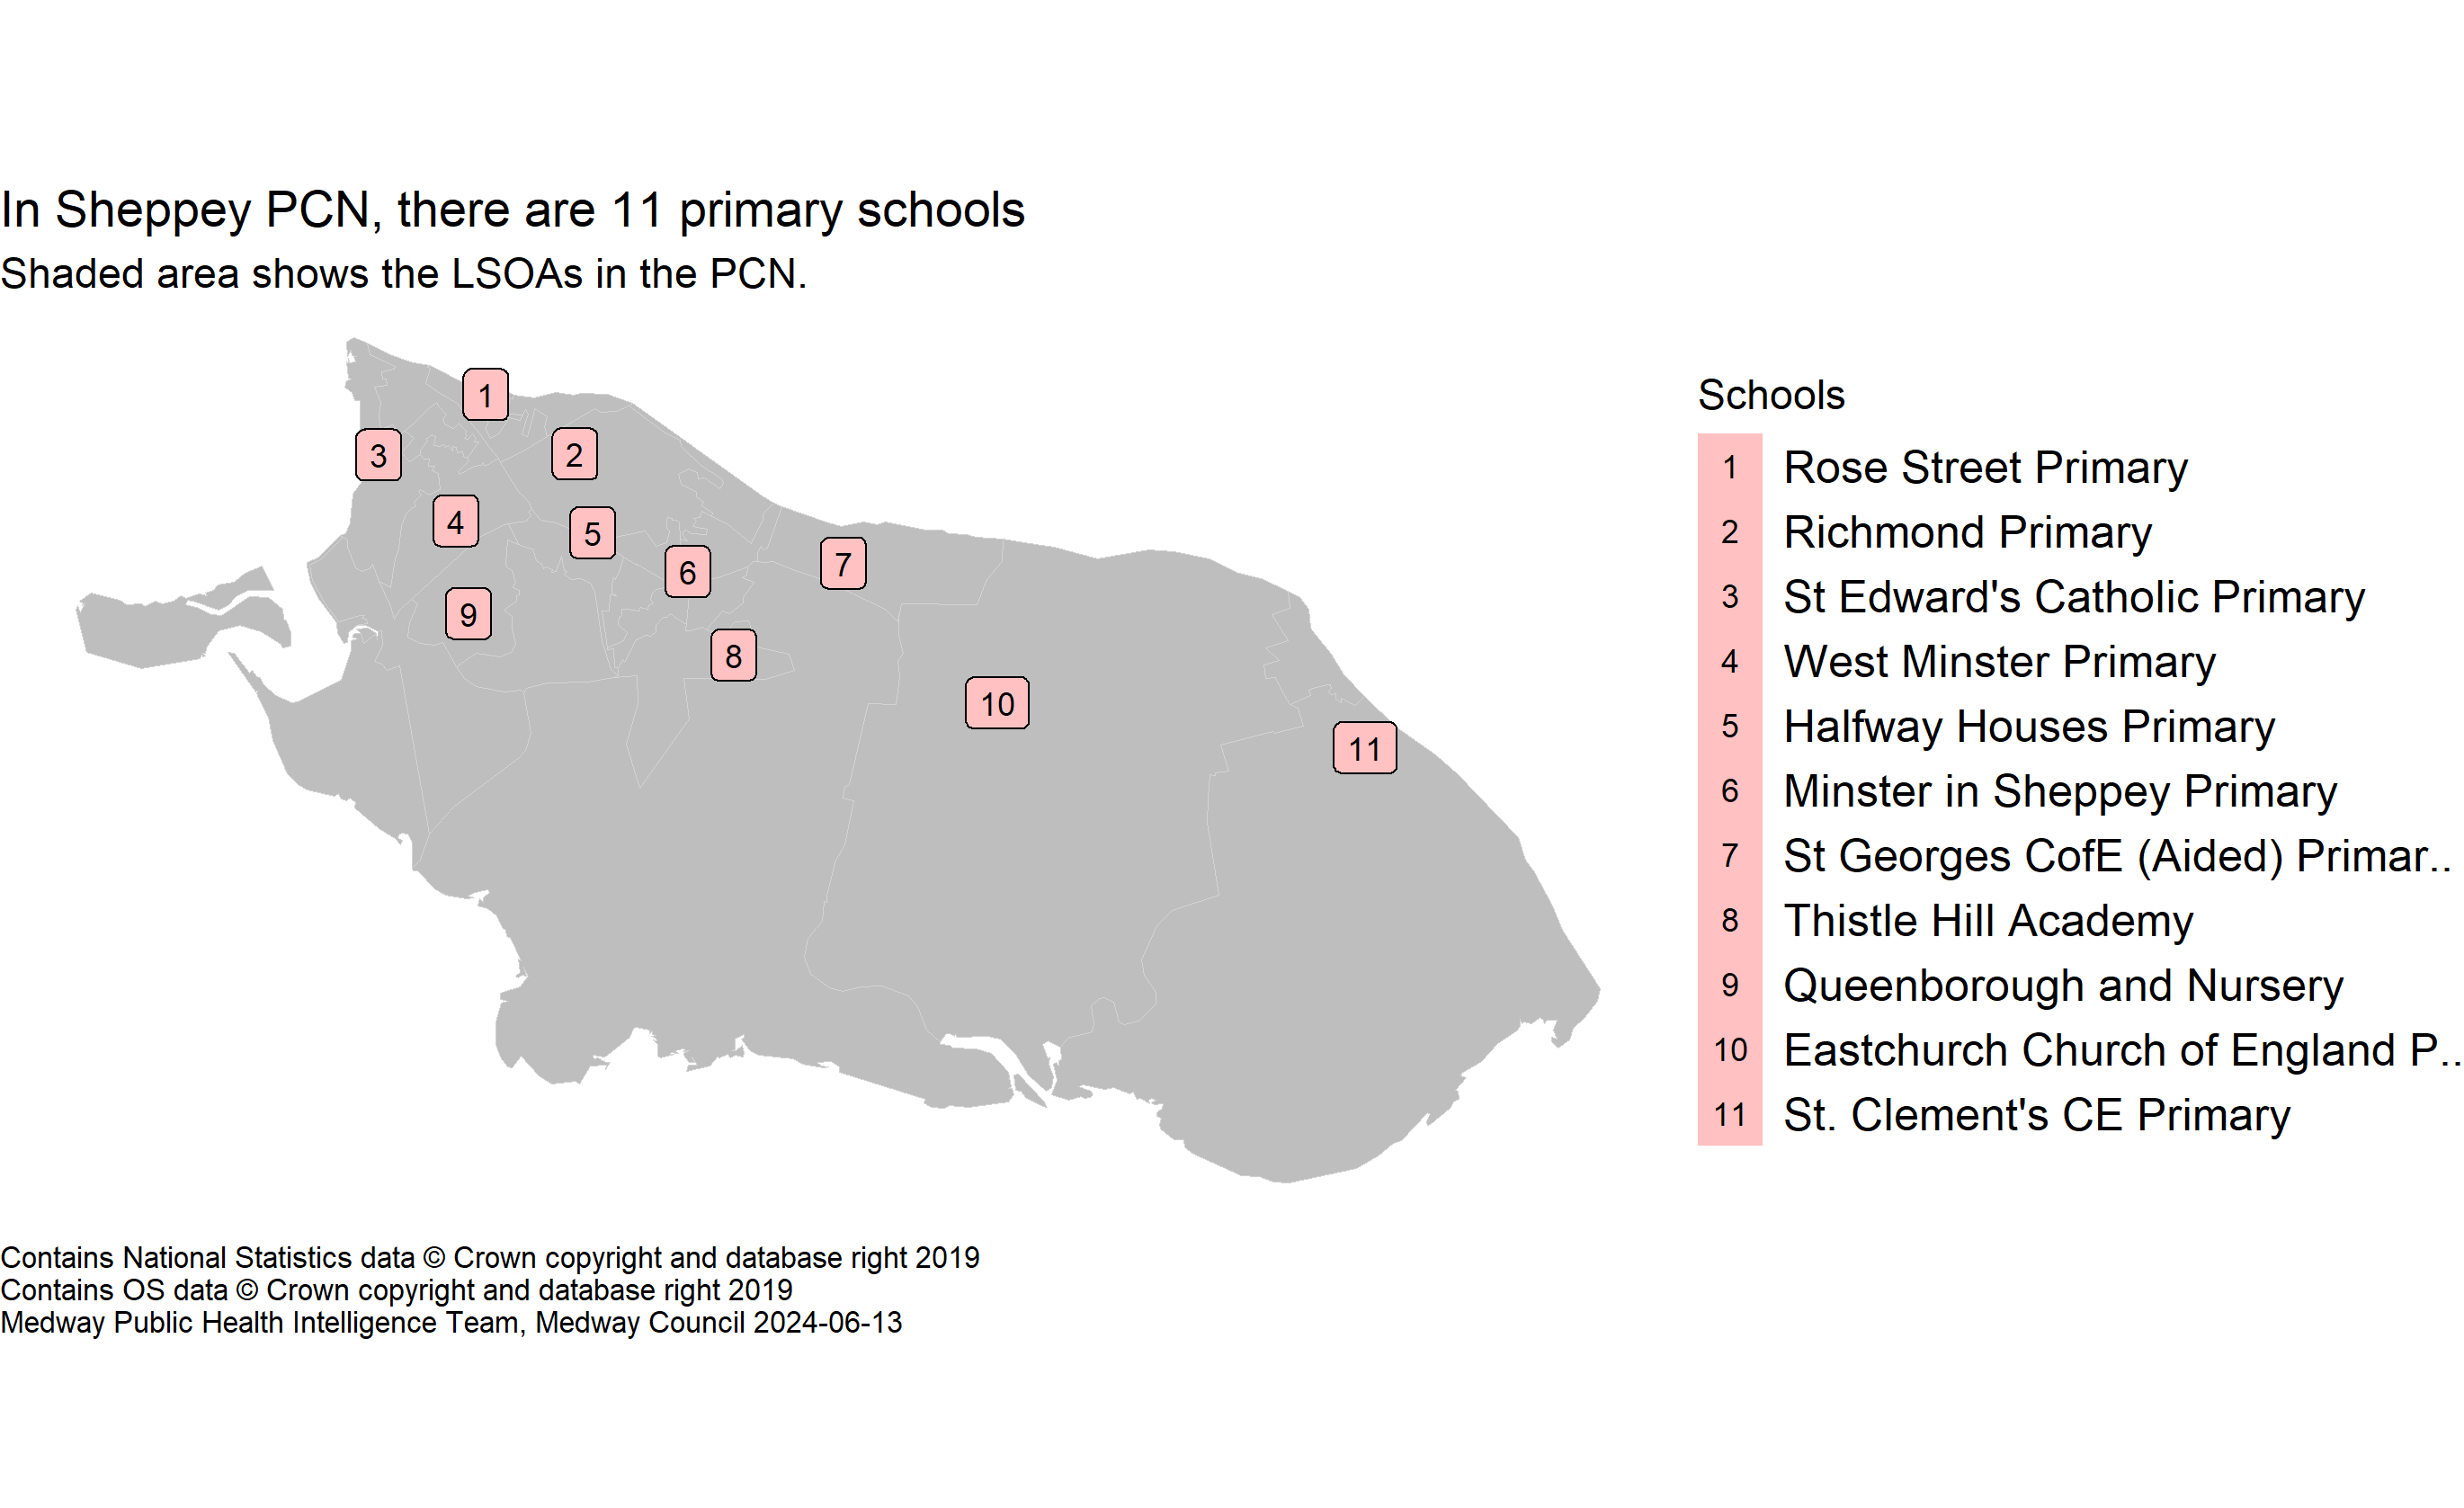 In Sheppey PCN, there are 11 primary schools
Shaded area shows the LSOAs in the PCN.
1
2
3
4
5
6
7
8
9
10
11
Schools
1 Rose Street Primary
2 Richmond Primary
3 St Edward's Catholic Primary
4 West Minster Primary
5 Halfway Houses Primary
6 Minster in Sheppey Primary
7 St Georges CofE (Aided) Primar..
8 Thistle Hill Academy
9 Queenborough and Nursery
10 Eastchurch Church of England P..
11 St. Clement's CE Primary
Contains National Statistics data © Crown copyright and database right 2019
Contains OS data © Crown copyright and database right 2019
Medway Public Health Intelligence Team, Medway Council 2024-06-13